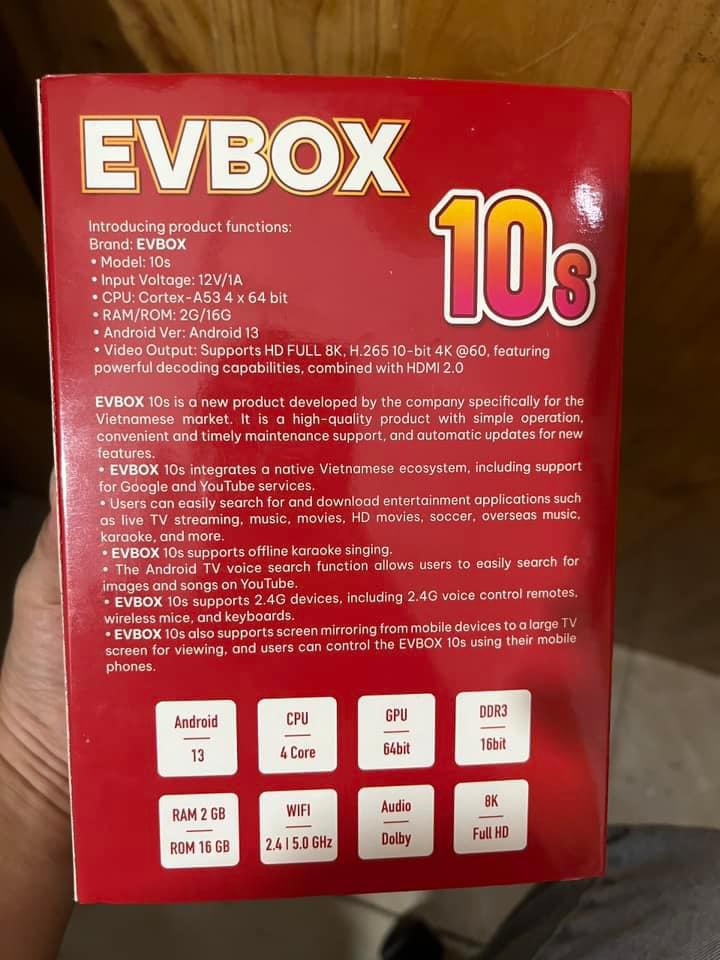 EVBOX
10s
Introducing product functions:
Brand: EVBOX
• Model: 10s
• Input Voltage: 12V/1A
• CPU: Cortex-A53 4 x 64 bit
• RAM/ROM: 2G/16G
• Android Ver: Android 13
• Video Output: Supports HD FULL 8K, H.265 10-bit 4K @60, featuring
powerful decoding capabilities, combined with HDMI 2.0
EVBOX 10s is a new product developed by the company specifically for the
Vietnamese market. It is a high-quality product with simple operation,
convenient and timely maintenance support, and automatic updates for new
features.
• EVBOX 10s integrates a native Vietnamese ecosystem, including support
for Google and YouTube services.
• Users can easily search for and download entertainment applications such
as live TV streaming, music, movies, HD movies, soccer, overseas music,
karaoke, and more.
• EVBOX 10s supports offline karaoke singing.
• The Android TV voice search function allows users to easily search for
images and songs on YouTube.
• EVBOX 10s supports 2.4G devices, including 2.4G voice control remotes,
wireless mice, and keyboards.
• EVBOX 10s also supports screen mirroring from mobile devices to a large TV
screen for viewing, and users can control the EVBOX 10s using their mobile
phones.
Android
13
CPU
4 Core
GPU
64bit
DDR3
16bit
RAM 2 GB
ROM 16 GB
WIFI
2.4 | 5.0 GHz
Audio
Dolby
8K
Full HD